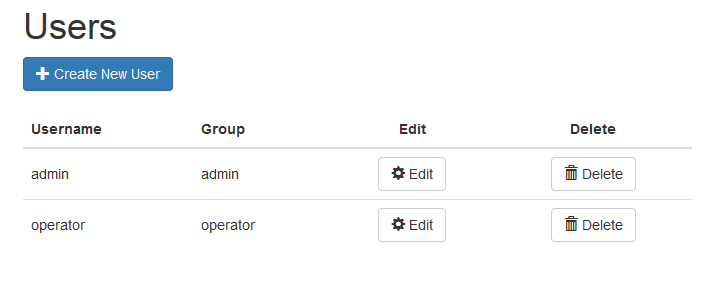 Users
Create New User
Username Group Edit Delete
admin admin Edit Delete
operator operator Edit Delete